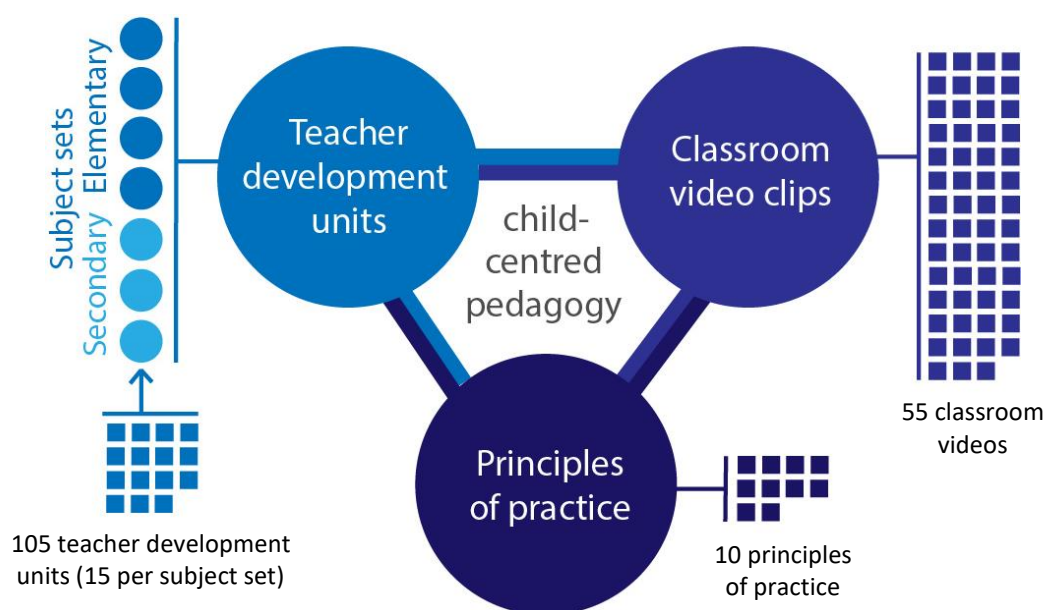 Subject sets
Elementary
Secondary
Teacher
development
units
Classroom
video clips
child-
centred
pedagogy
Principles
of practice
105 teacher development
units (15 per subject set)
55 classroom
videos
10 principles
of practice